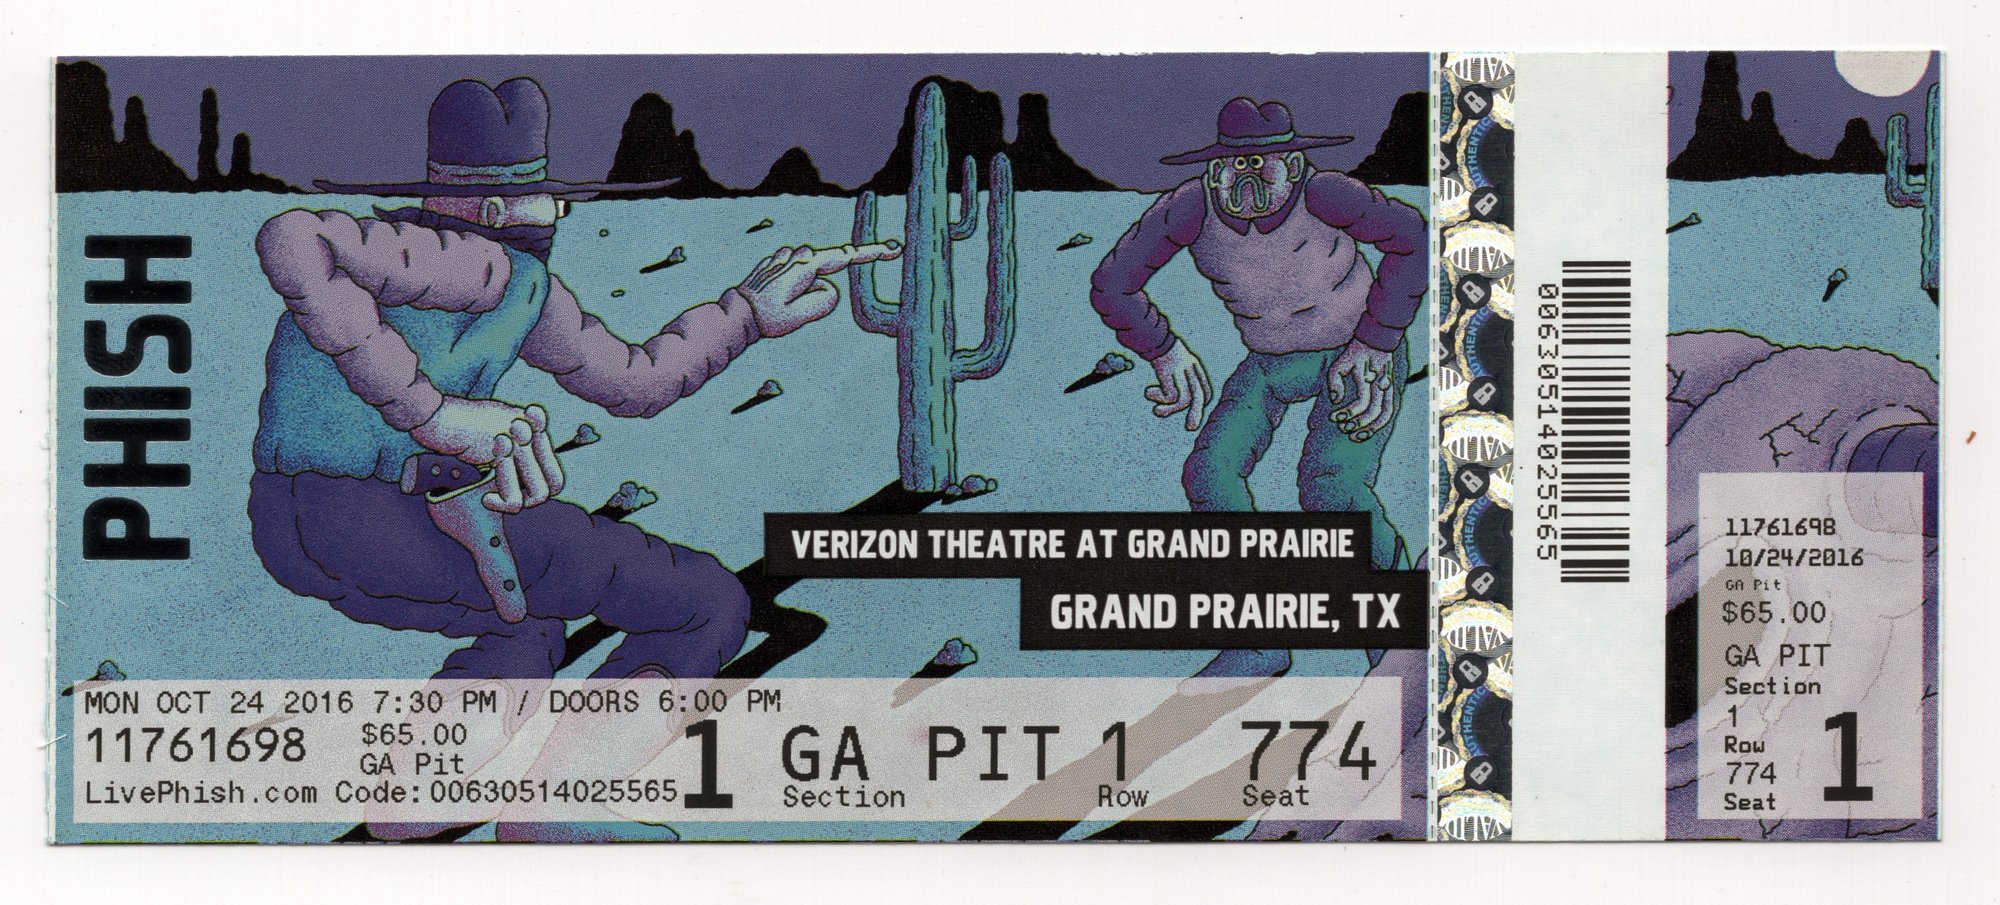 PHISH
VERIZON THEATRE AT GRAND PRAIRIE
GRAND PRAIRIE, TX
MON OCT 24 2016 7:30 PM / DOORS 6:00 PM
11761698
$65.00
GA Pit
LivePhish.com Code:00630514025565
1
GA PIT 1 774
Section Row Seat
VALID
AUTHENTIC
00630514025565
11761698
10/24/2016
GA Pit
$65.00
GA PIT
Section
1
Row
774
Seat
1